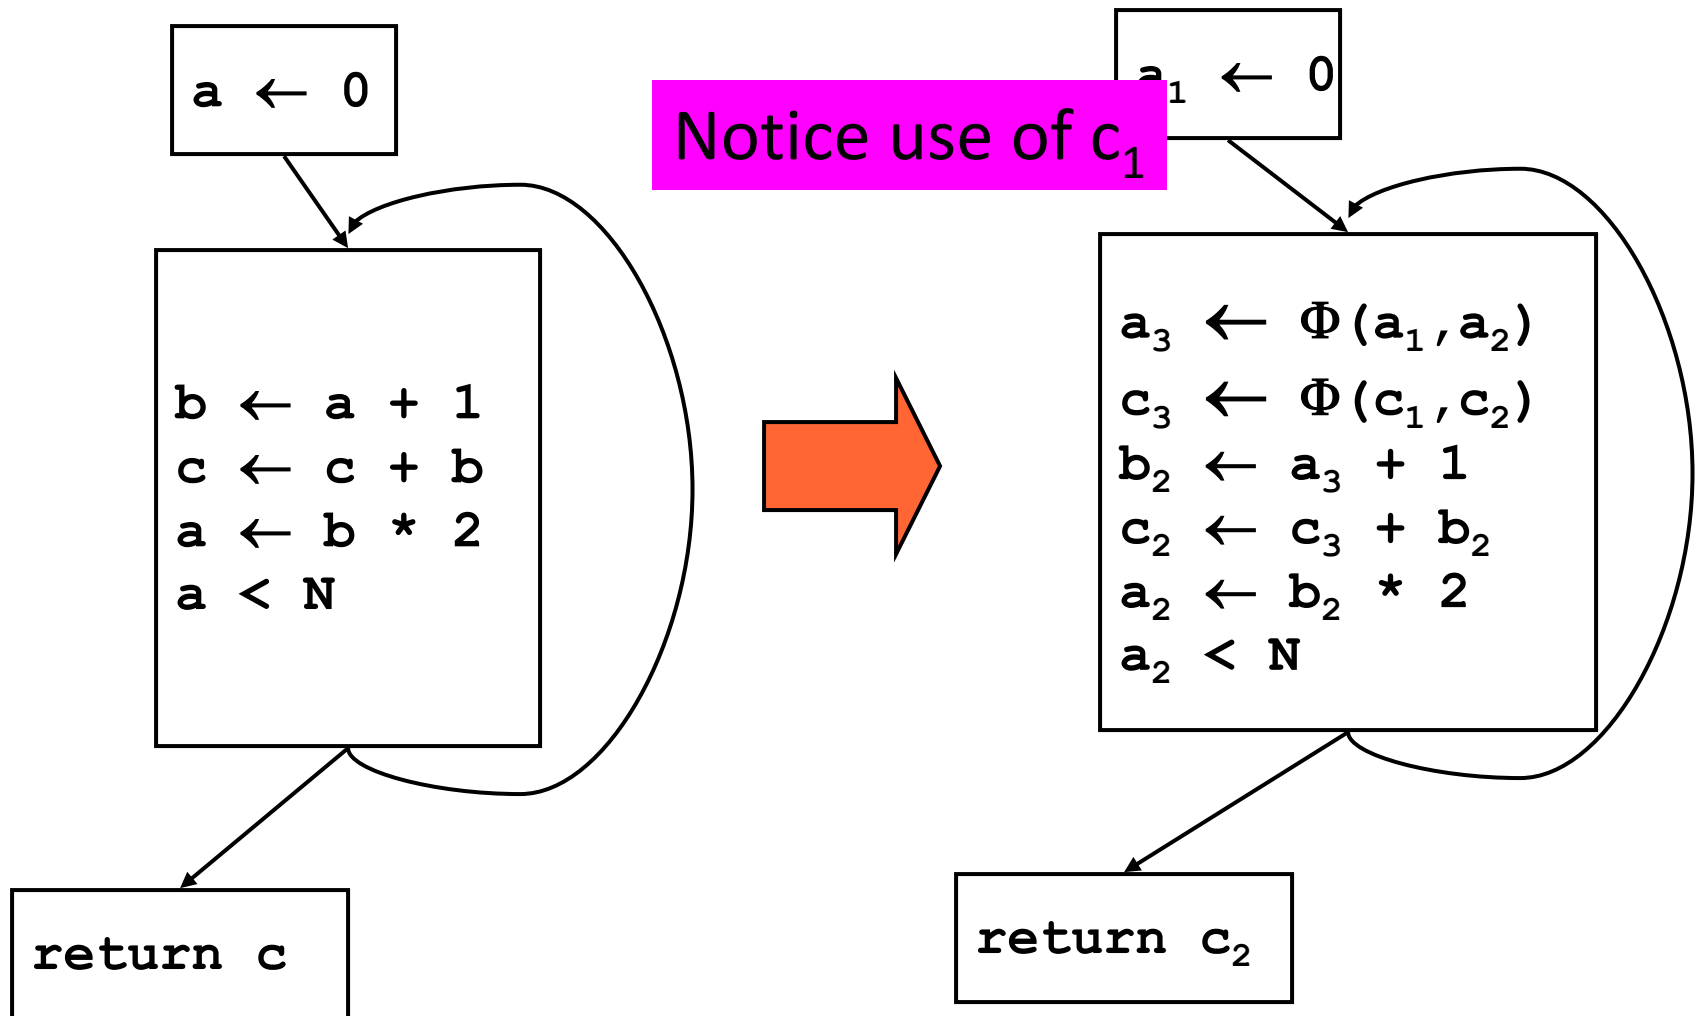 a ← 0
b ← a + 1
c ← c + b
a ← b * 2
a < N
return c
Notice use of c₁
a₁ ← 0
a₃ ← Φ(a₁,a₂)
c₃ ← Φ(c₁,c₂)
b₂ ← a₃ + 1
c₂ ← c₃ + b₂
a₂ ← b₂ * 2
a₂ < N
return c₂